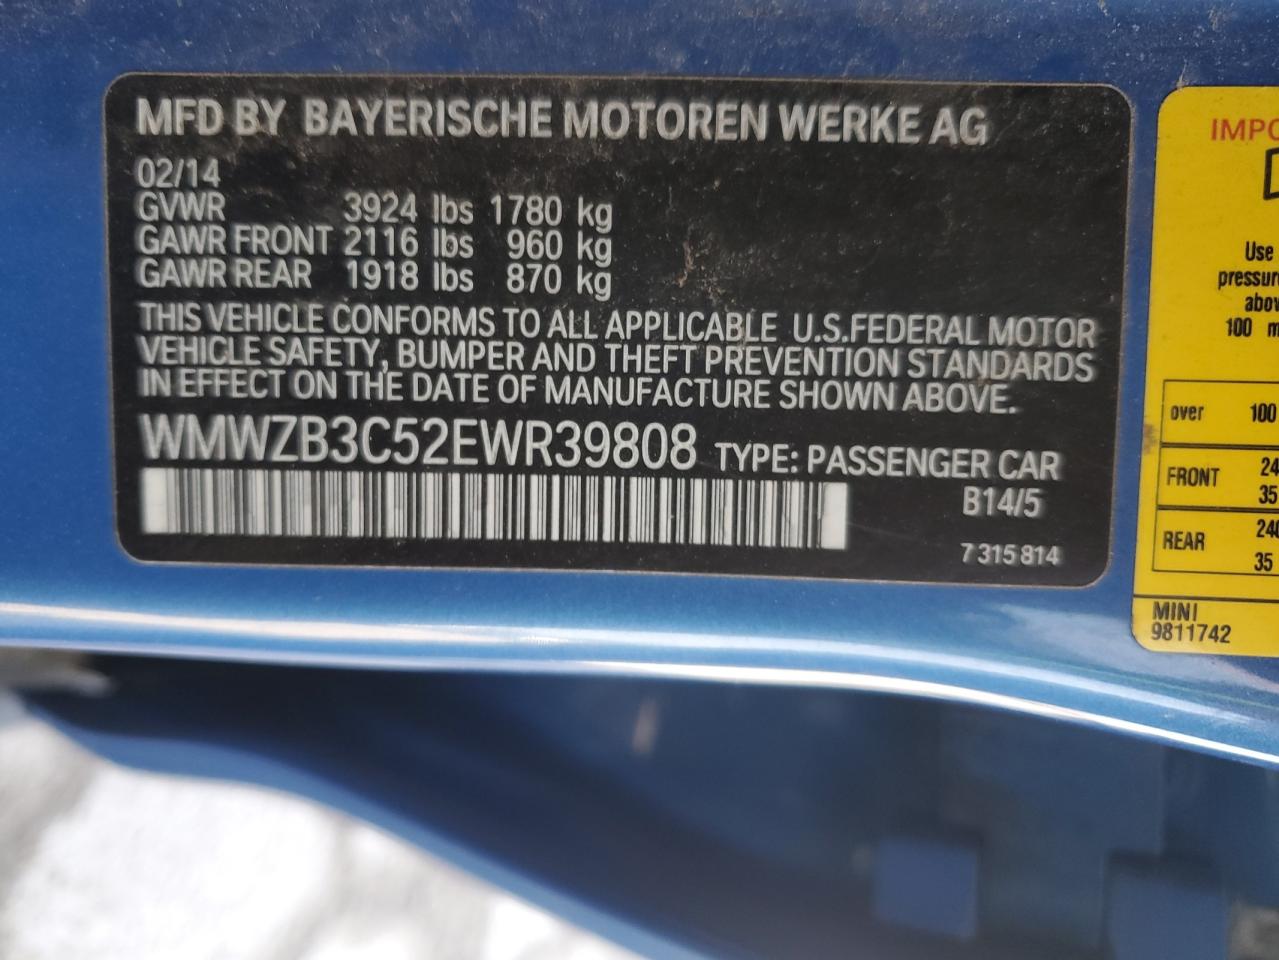 MFD BY BAYERISCHE MOTOREN WERKE AG
02/14
GVWR 3924 lbs 1780 kg
GAWR FRONT 2116 lbs 960 kg
GAWR REAR 1918 lbs 870 kg
THIS VEHICLE CONFORMS TO ALL APPLICABLE U.S.FEDERAL MOTOR
VEHICLE SAFETY, BUMPER AND THEFT PREVENTION STANDARDS
IN EFFECT ON THE DATE OF MANUFACTURE SHOWN ABOVE.
WMWZB3C52EWR39808 TYPE: PASSENGER CAR
B14/5
7 315 814
Use
over 100
FRONT
35
REAR
35
MINI
9811742